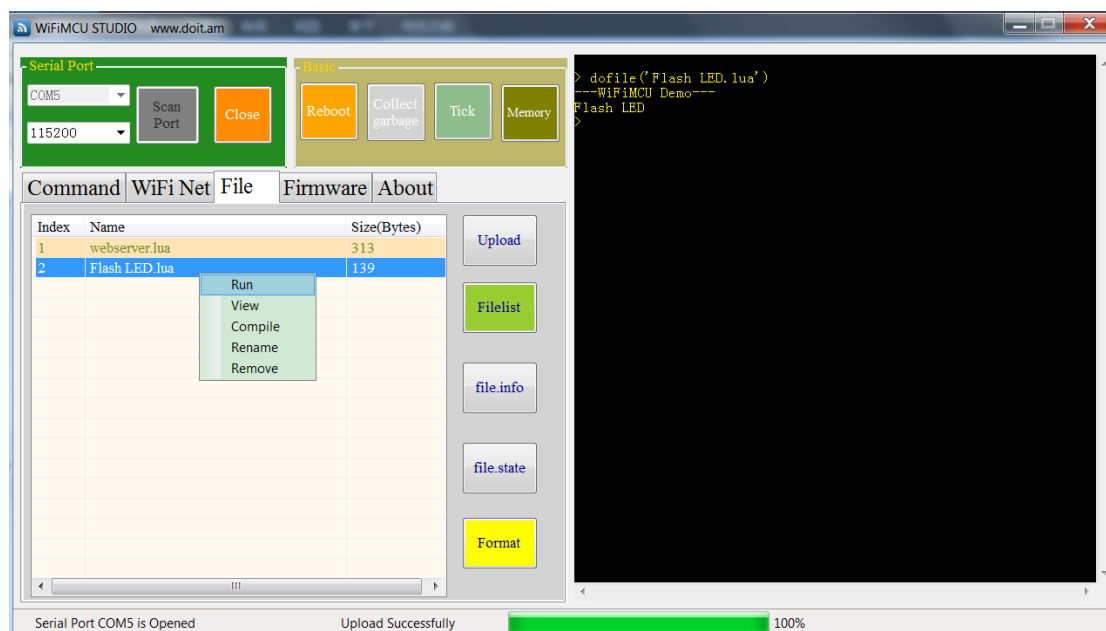 WiFiMCU STUDIO www.doit.am
Serial Port
COM5
115200
Scan
Port
Close
Basic
Reboot
Collect
garbage
Tick
Memory
Command
WiFi Net
File
Firmware
About
Index Name Size(Bytes)
1 webserver.lua 313
2 Flash LED.lua 139
Run
View
Compile
Rename
Remove
Upload
Filelist
file.info
file.state
Format
> dofile('Flash LED.lua')
---WiFiMCU Demo---
Flash LED
>
Serial Port COM5 is Opened
Upload Successfully
100%